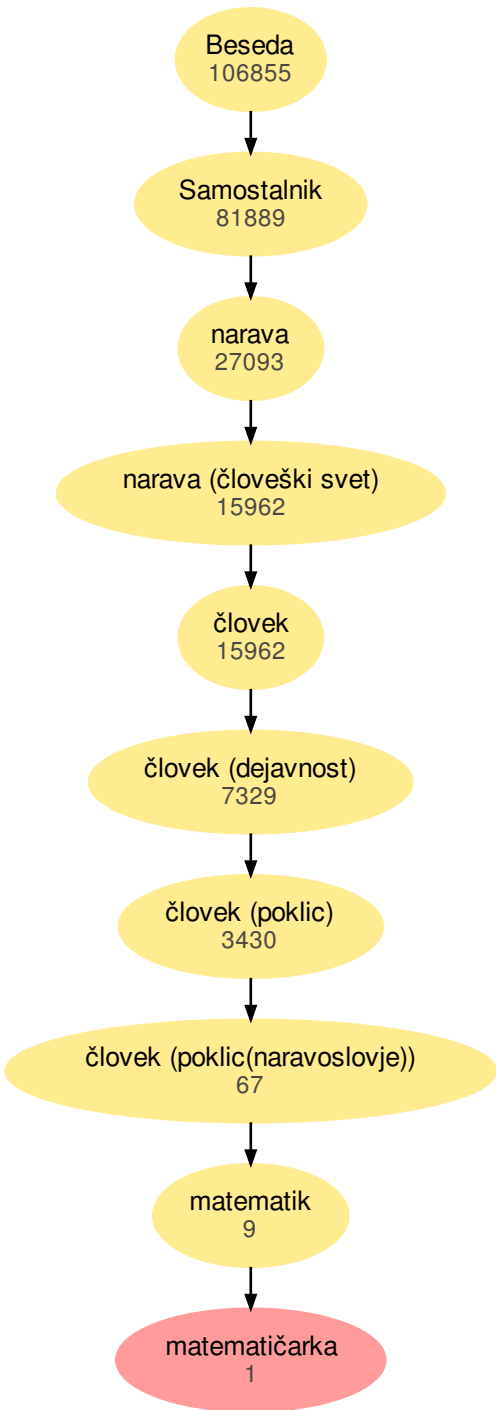 Beseda
106855
Samostalnik
81889
narava
27093
narava (človeški svet)
15962
človek
15962
človek (dejavnost)
7329
človek (poklic)
3430
človek (poklic(naravoslovje))
67
matematik
9
matematičarka
1